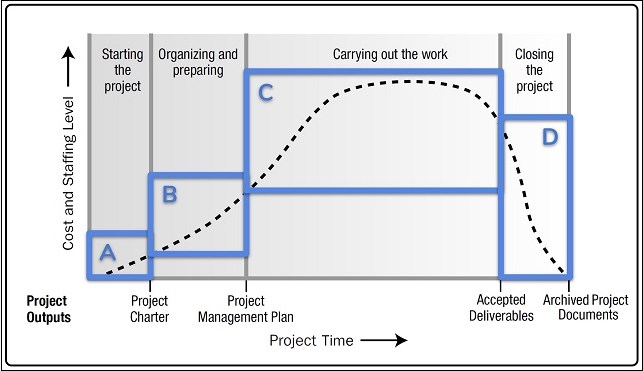 Starting
the
project
Organizing and
preparing
Carrying out the work
Closing
the
project
Cost and Staffing Level
A
B
C
D
Project
Outputs
Project
Charter
Project
Management Plan
Accepted
Deliverables
Archived Project
Documents
Project Time